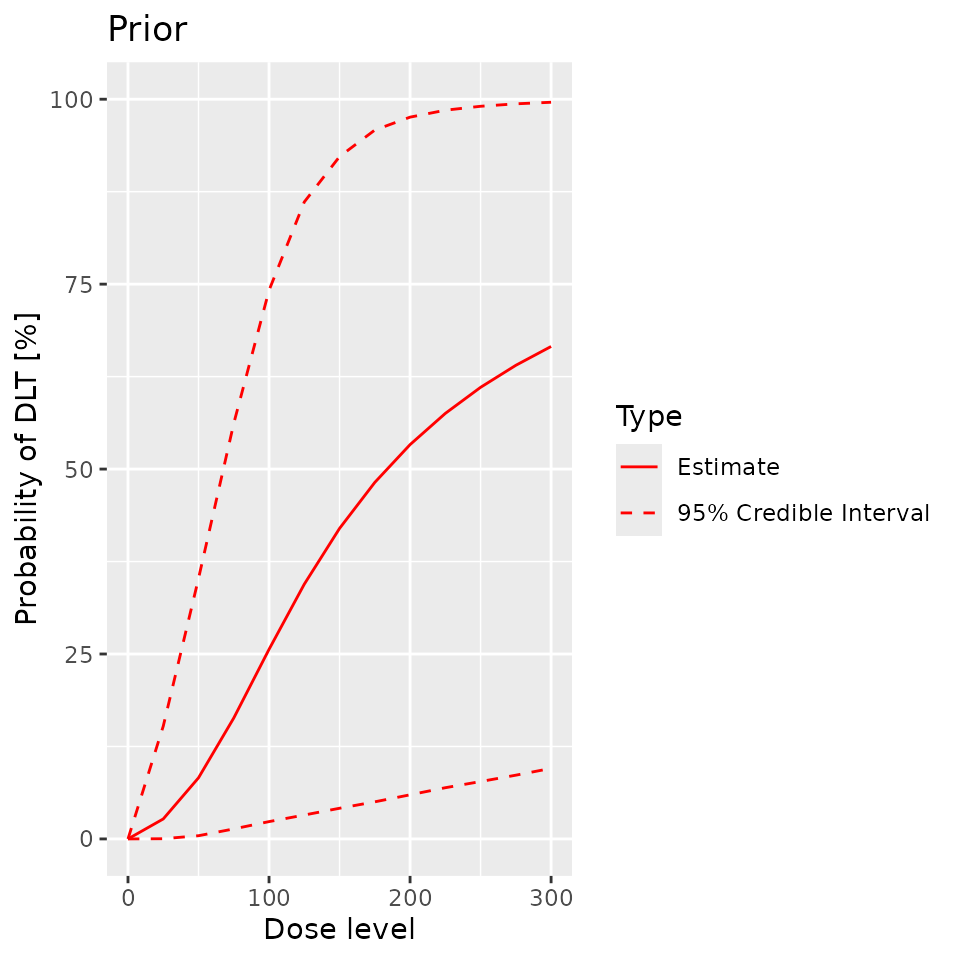 Prior
Probability of DLT [%]
100
75
50
25
0
0 100 200 300
Dose level
Type
Estimate
95% Credible Interval